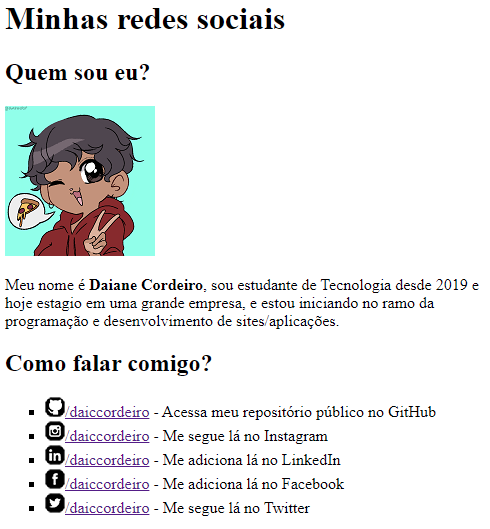 Minhas redes sociais
Quem sou eu?
Meu nome é Daiane Cordeiro, sou estudante de Tecnologia desde 2019 e
hoje estagio em uma grande empresa, e estou iniciando no ramo da
programação e desenvolvimento de sites/aplicações.
Como falar comigo?
/daiccordeiro - Acessa meu repositório público no GitHub
/daiccordeiro - Me segue lá no Instagram
in/daiccordeiro - Me adiciona lá no LinkedIn
f/daiccordeiro - Me adiciona lá no Facebook
/daiccordeiro - Me segue lá no Twitter